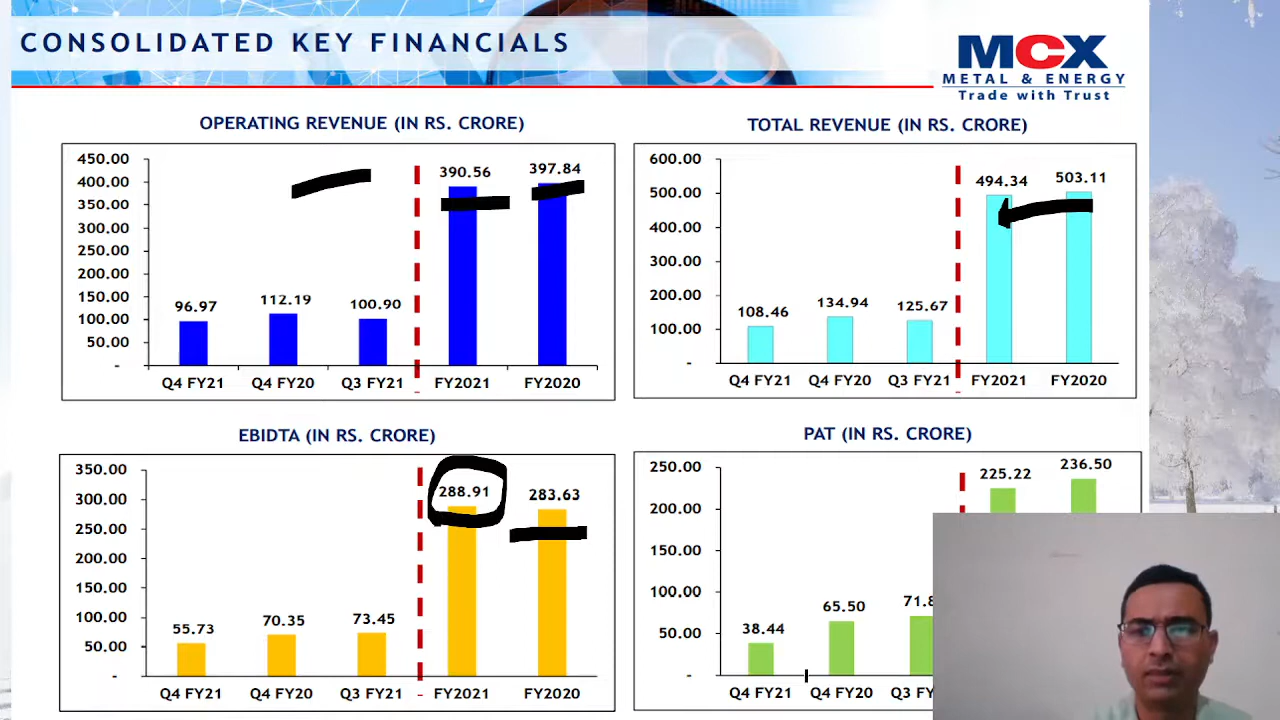 CONSOLIDATED KEY FINANCIALS
MCX
METAL & ENERGY
Trade with Trust
OPERATING REVENUE (IN RS. CRORE)
450.00
400.00
350.00
300.00
250.00
200.00
150.00
100.00
50.00
-
96.97
112.19
100.90
390.56
397.84
Q4 FY21
Q4 FY20
Q3 FY21
FY2021
FY2020
TOTAL REVENUE (IN RS. CRORE)
600.00
500.00
400.00
300.00
200.00
100.00
-
108.46
134.94
125.67
494.34
503.11
Q4 FY21
Q4 FY20
Q3 FY21
FY2021
FY2020
EBIDTA (IN RS. CRORE)
350.00
300.00
250.00
200.00
150.00
100.00
50.00
-
55.73
70.35
73.45
288.91
283.63
Q4 FY21
Q4 FY20
Q3 FY21
FY2021
FY2020
PAT (IN RS. CRORE)
250.00
200.00
150.00
100.00
50.00
-
38.44
65.50
225.22
236.50
Q4 FY21
Q4 FY20
Q3